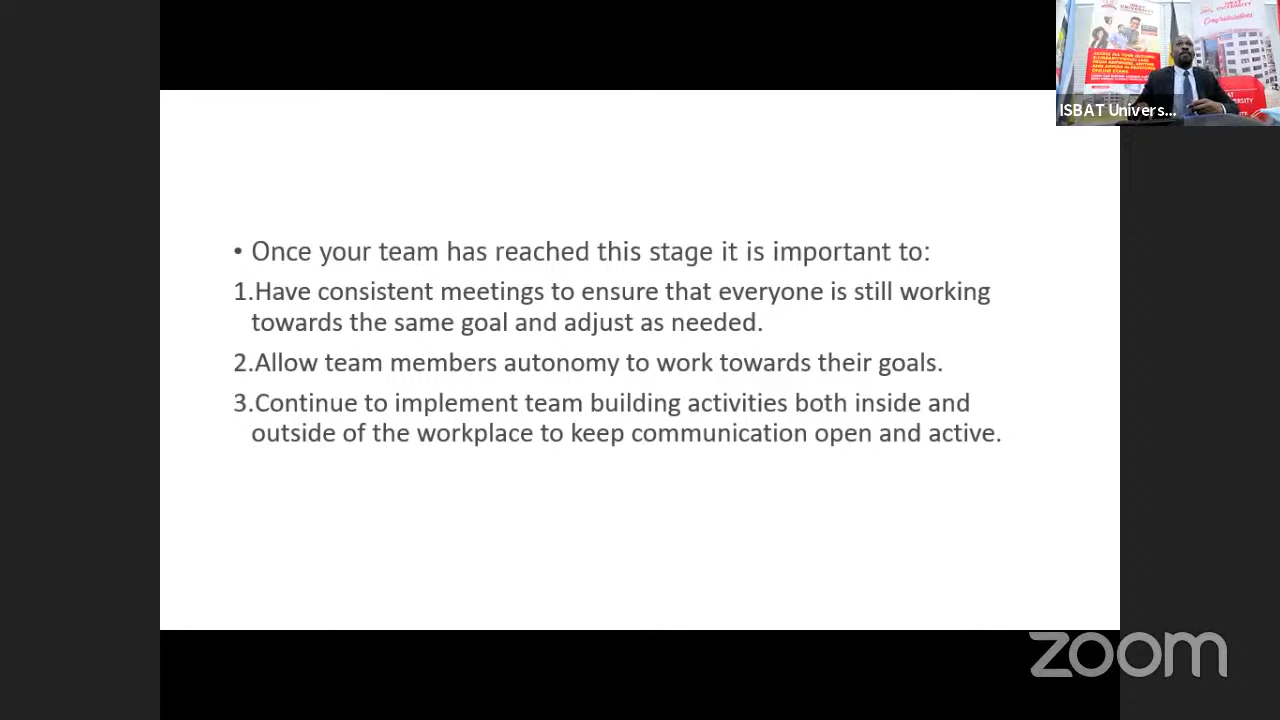 UNIVERSITY
Congratulations
ISBAT Univers...
• Once your team has reached this stage it is important to:
1.Have consistent meetings to ensure that everyone is still working
towards the same goal and adjust as needed.
2.Allow team members autonomy to work towards their goals.
3.Continue to implement team building activities both inside and
outside of the workplace to keep communication open and active.
zoom